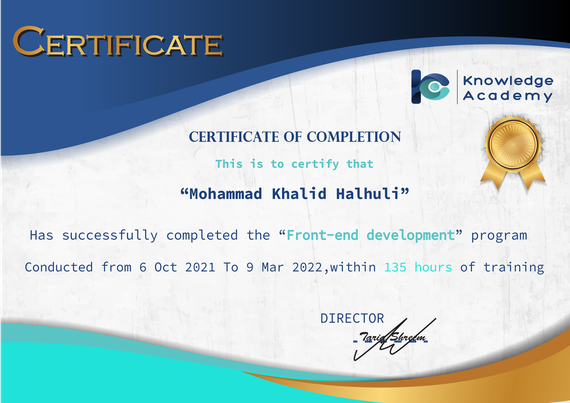 CERTIFICATE
Knowledge
Academy
CERTIFICATE OF COMPLETION
This is to certify that
“Mohammad Khalid Halhuli”
Has successfully completed the “Front-end development” program
Conducted from 6 Oct 2021 To 9 Mar 2022,within 135 hours of training
DIRECTOR
Tariq Shreem